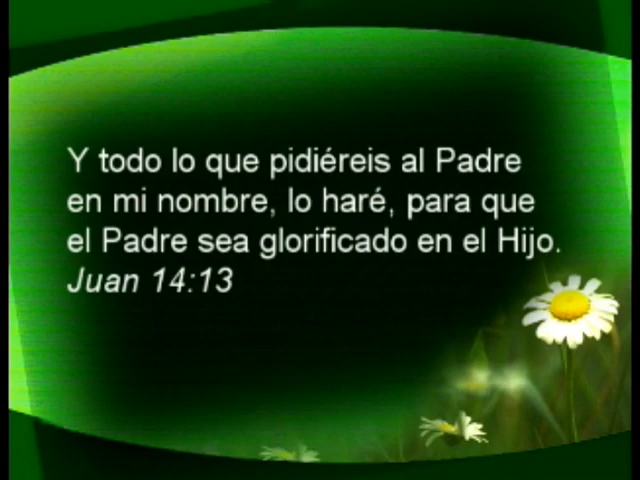 Y todo lo que pidiéreis al Padre
en mi nombre, lo haré, para que
el Padre sea glorificado en el Hijo.
Juan 14:13